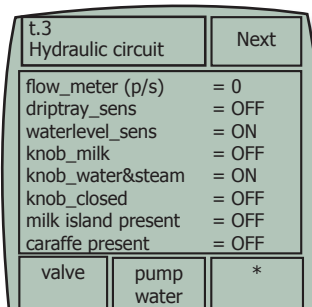 t.3
Hydraulic circuit
Next
flow_meter (p/s) = 0
driptray_sens = OFF
waterlevel_sens = ON
knob_milk = OFF
knob_water&steam = ON
knob_closed = OFF
milk island present = OFF
caraffe present = OFF
valve
pump
water
*